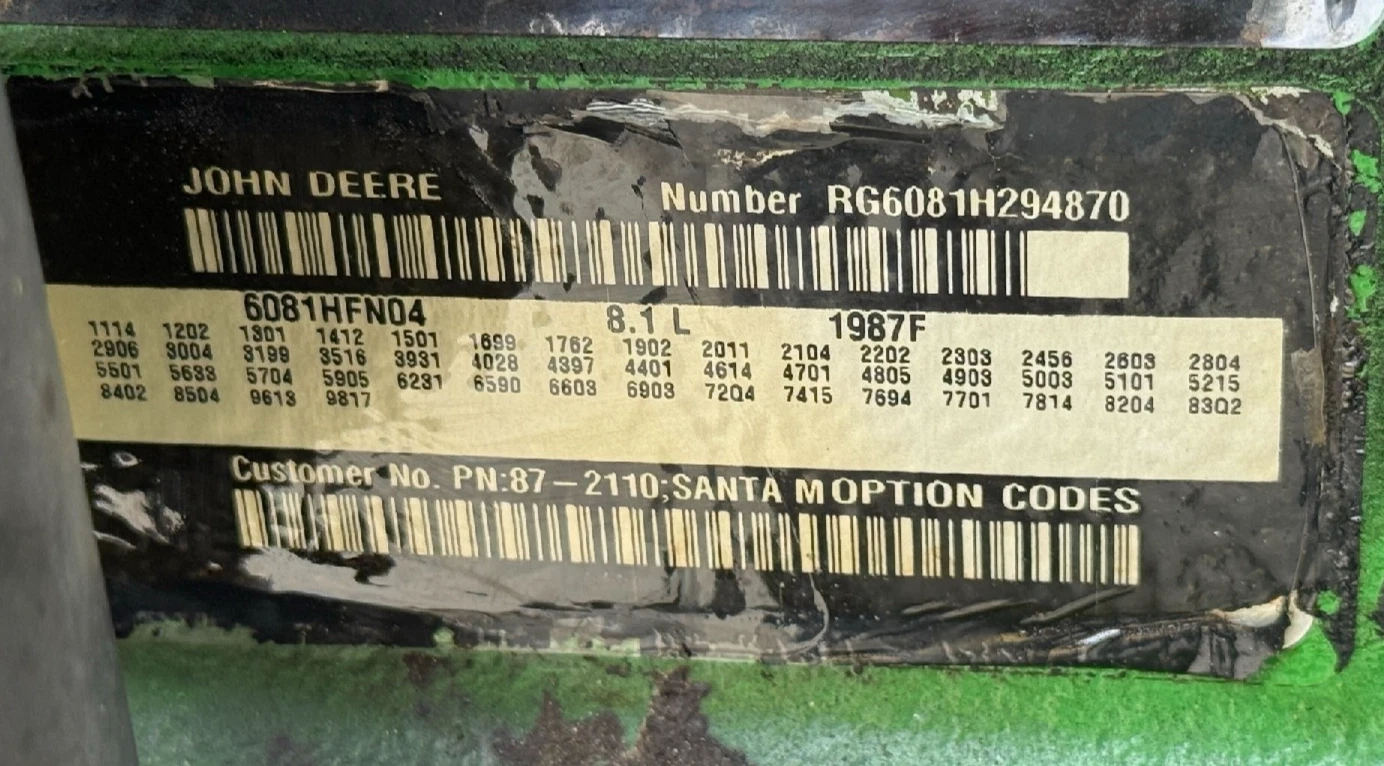 JOHN DEERE
Number RG6081H294870
6081HFN04 8.1 L 1987F
1114 1202 1301 1412 1501 1699 1762 1902 2011 2104 2202 2303 2456 2603 2804
2906 3004 3199 3516 3931 4028 4397 4401 4614 4701 4805 4903 5003 5101 5215
5501 5633 5704 5905 6231 6590 6603 6903 72Q4 7415 7694 7701 7814 8204 83Q2
8402 8504 9613 9817
Customer No. PN:87-2110;SANTA M OPTION CODES